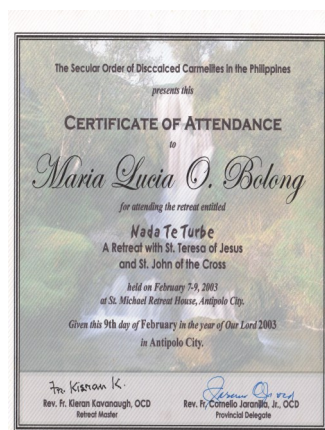 The Secular Order of Discalced Carmelites in the Philippines
presents this
CERTIFICATE OF ATTENDANCE
to
Maria Lucia O. Bolong
for attending the retreat entitled
Nada Te Turbe
A Retreat with St. Teresa of Jesus
and St. John of the Cross
held on February 7-9, 2003
at St. Michael Retreat House, Antipolo City.
Given this 9th day of February in the year of Our Lord 2003
in Antipolo City.
Fr. Kieran K.
Rev. Fr. Kieran Kavanaugh, OCD
Retreat Master
Rev. Fr. Cornelio Jaranilla, Jr., OCD
Provincial Delegate